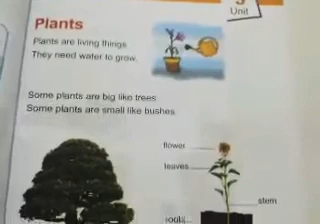 Unit
Plants
Plants are living things
They need water to grow.
Some plants are big like trees
Some plants are small like bushes.
flower
leaves
stem
roots